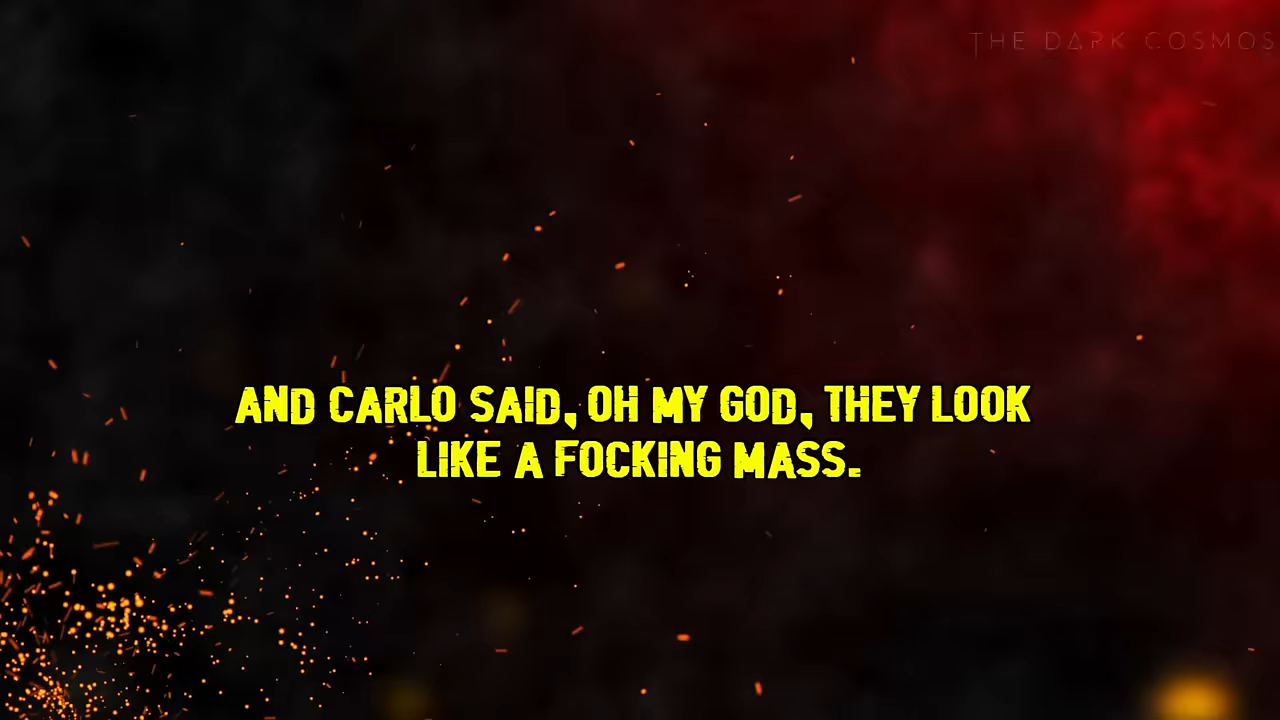 THE DARK COSMOS
AND CARLO SAID, OH MY GOD, THEY LOOK
LIKE A FOCKING MASS.